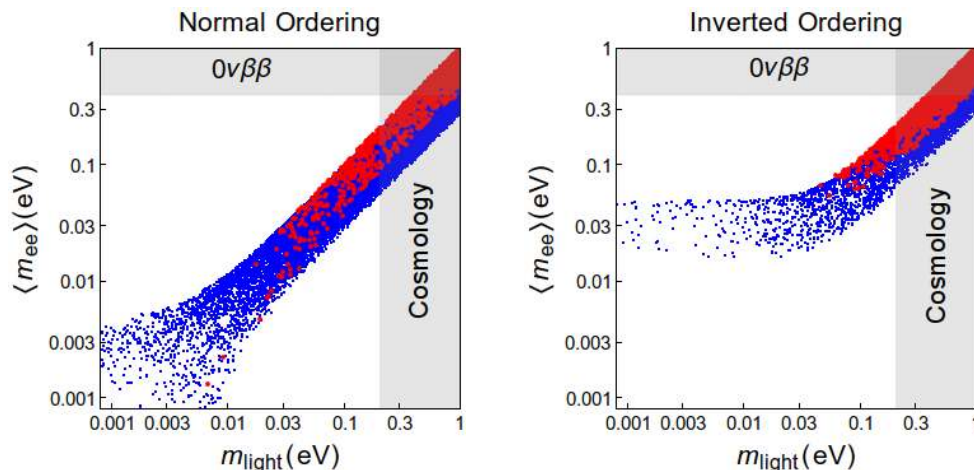 Normal Ordering
1
0νββ
0.3
0.1
0.03
0.01
0.003
0.001
⟨mee⟩(eV)
Cosmology
0.001 0.003 0.01 0.03 0.1 0.3 1
mlight(eV)
Inverted Ordering
1
0νββ
0.3
0.1
0.03
0.01
0.003
0.001
⟨mee⟩(eV)
Cosmology
0.001 0.003 0.01 0.03 0.1 0.3 1
mlight(eV)